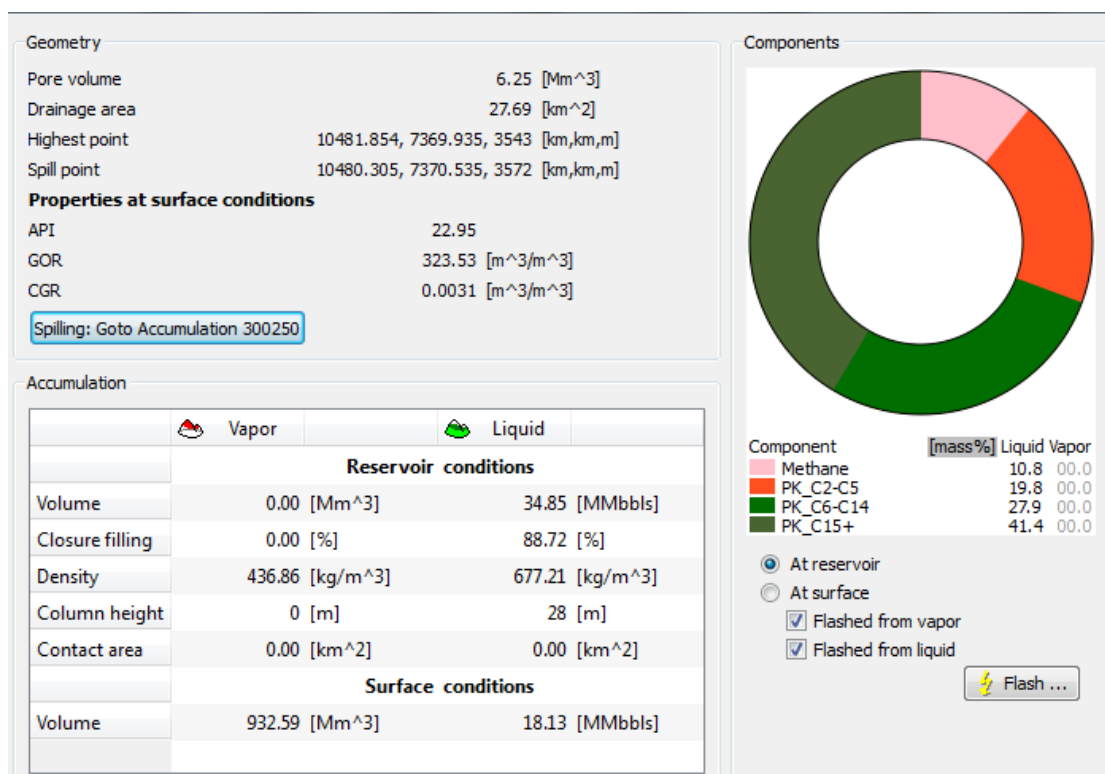 Geometry
Pore volume 6.25 [Mm^3]
Drainage area 27.69 [km^2]
Highest point 10481.854, 7369.935, 3543 [km,km,m]
Spill point 10480.305, 7370.535, 3572 [km,km,m]
Properties at surface conditions
API 22.95
GOR 323.53 [m^3/m^3]
CGR 0.0031 [m^3/m^3]
Spilling: Goto Accumulation 300250
Accumulation
Vapor Liquid
Reservoir conditions
Volume 0.00 [Mm^3] 34.85 [MMbbls]
Closure filling 0.00 [%] 88.72 [%]
Density 436.86 [kg/m^3] 677.21 [kg/m^3]
Column height 0 [m] 28 [m]
Contact area 0.00 [km^2] 0.00 [km^2]
Surface conditions
Volume 932.59 [Mm^3] 18.13 [MMbbls]
Components
Component [mass%] Liquid Vapor
Methane 10.8 00.0
PK_C2-C5 19.8 00.0
PK_C6-C14 27.9 00.0
PK_C15+ 41.4 00.0
At reservoir
At surface
Flashed from vapor
Flashed from liquid
Flash ...